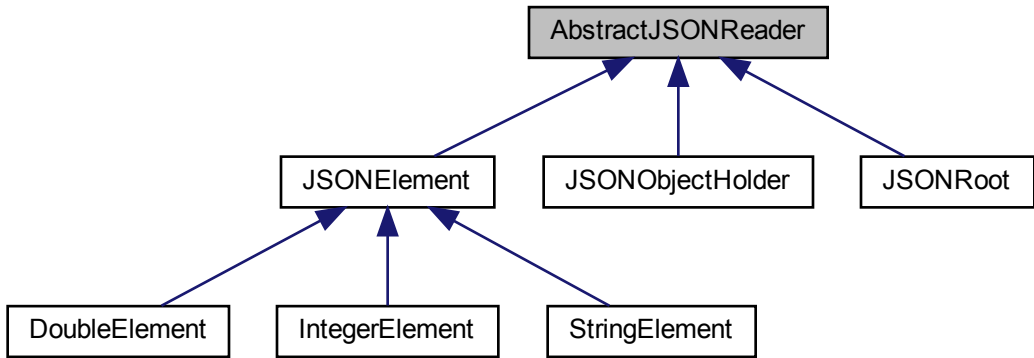 AbstractJSONReader
JSONElement
JSONObjectHolder
JSONRoot
DoubleElement
IntegerElement
StringElement